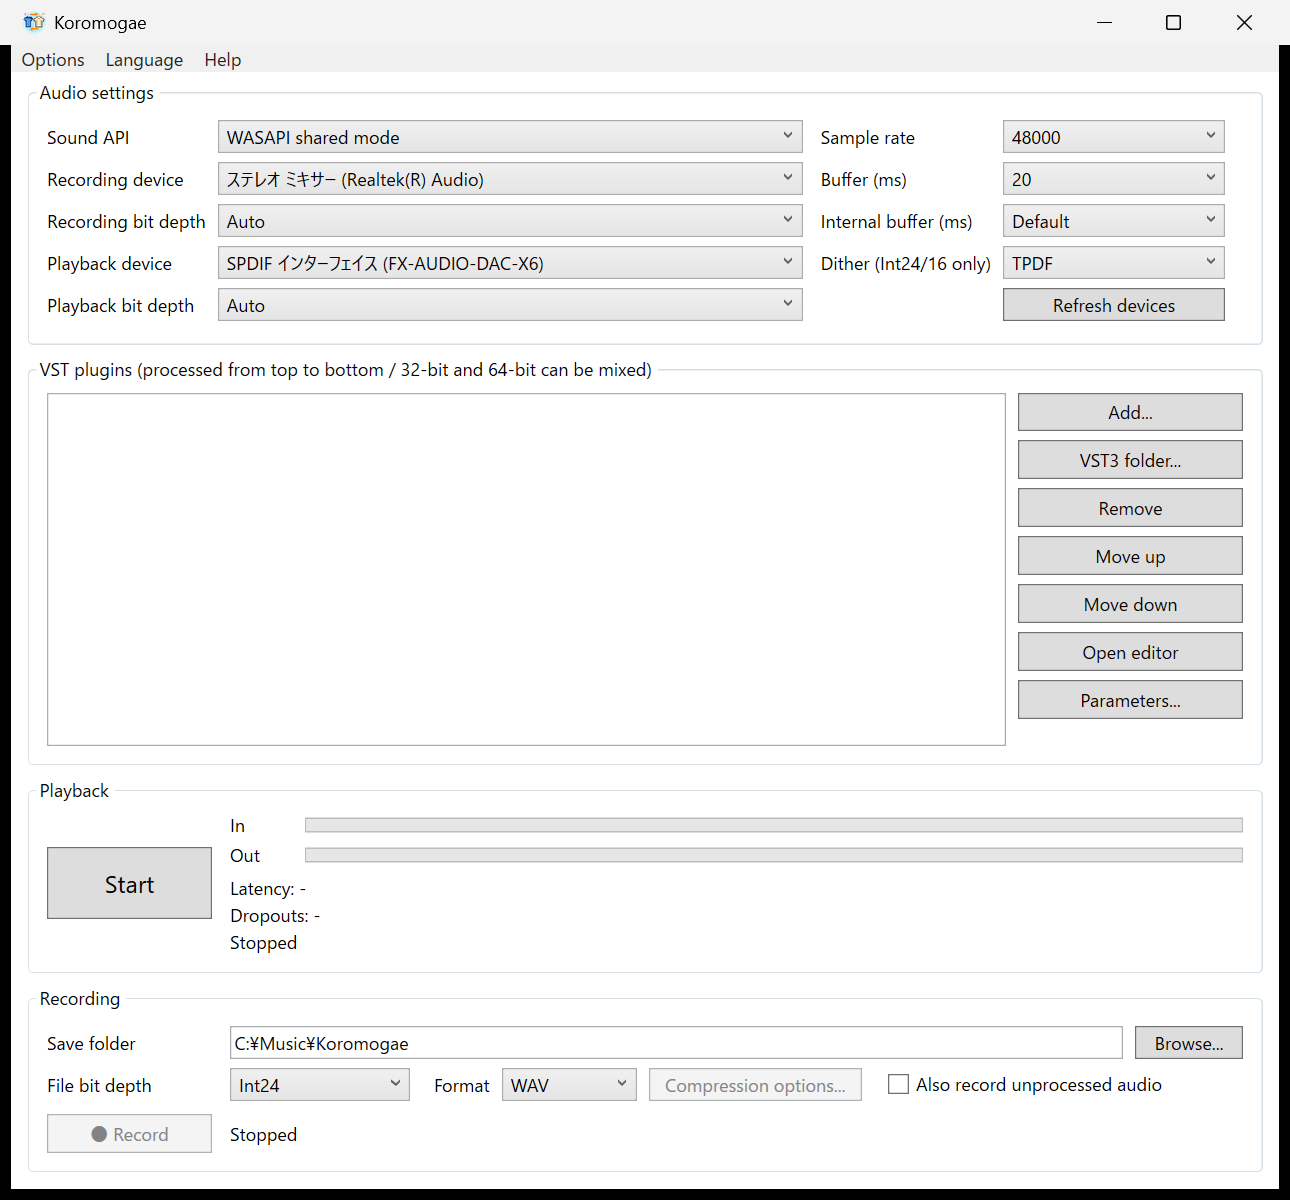 Koromogae
Options Language Help
Audio settings
Sound API WASAPI shared mode Sample rate 48000
Recording device ステレオ ミキサー (Realtek(R) Audio) Buffer (ms) 20
Recording bit depth Auto Internal buffer (ms) Default
Playback device SPDIF インターフェイス (FX-AUDIO-DAC-X6) Dither (Int24/16 only) TPDF
Playback bit depth Auto Refresh devices
VST plugins (processed from top to bottom / 32-bit and 64-bit can be mixed)
Add...
VST3 folder...
Remove
Move up
Move down
Open editor
Parameters...
Playback
In
Out
Start
Latency: -
Dropouts: -
Stopped
Recording
Save folder C:¥Music¥Koromogae Browse...
File bit depth Int24 Format WAV Compression options... Also record unprocessed audio
Record Stopped